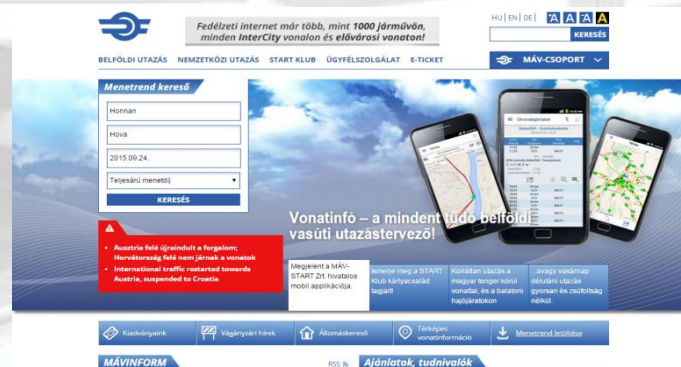 Fedélzeti internet már több, mint 1000 járművön,
minden InterCity vonalon és elővárosi vonaton!
HU | EN | DE | A A A A
KERESÉS
BELFÖLDI UTAZÁS NEMZETKÖZI UTAZÁS START KLUB ÜGYFÉLSZOLGÁLAT E-TICKET
MÁV-CSOPORT
Menetrend kereső
Honnan
Hova
2015.09.24.
Teljesárú menetdíj
KERESÉS
Vonatinfó – a mindent tudó belföldi
vasúti utazástervező!
Ausztria felé újraindult a forgalom;
Horvátország felé nem járnak a vonatok
International traffic restarted towards
Austria, suspended to Croatia
Megjelent a MÁV-
START Zrt. hivatalos
mobil applikációja.
Ismerje meg a START
Klub kártyacsalád
tagjait!
Korlátlan utazás a
magyar tenger körül
vonattal, és a balatoni
hajójáratokon
...avagy vasárnap
délutáni utazás
gyorsan és zsúfoltság
nélkül.
Kiadványaink
Vágányzári hírek
Állomáskereső
Térképes
vonatinformáció
Menetrend letöltése
MÁVINFORM
RSS
Ajánlatok, tudnivalók